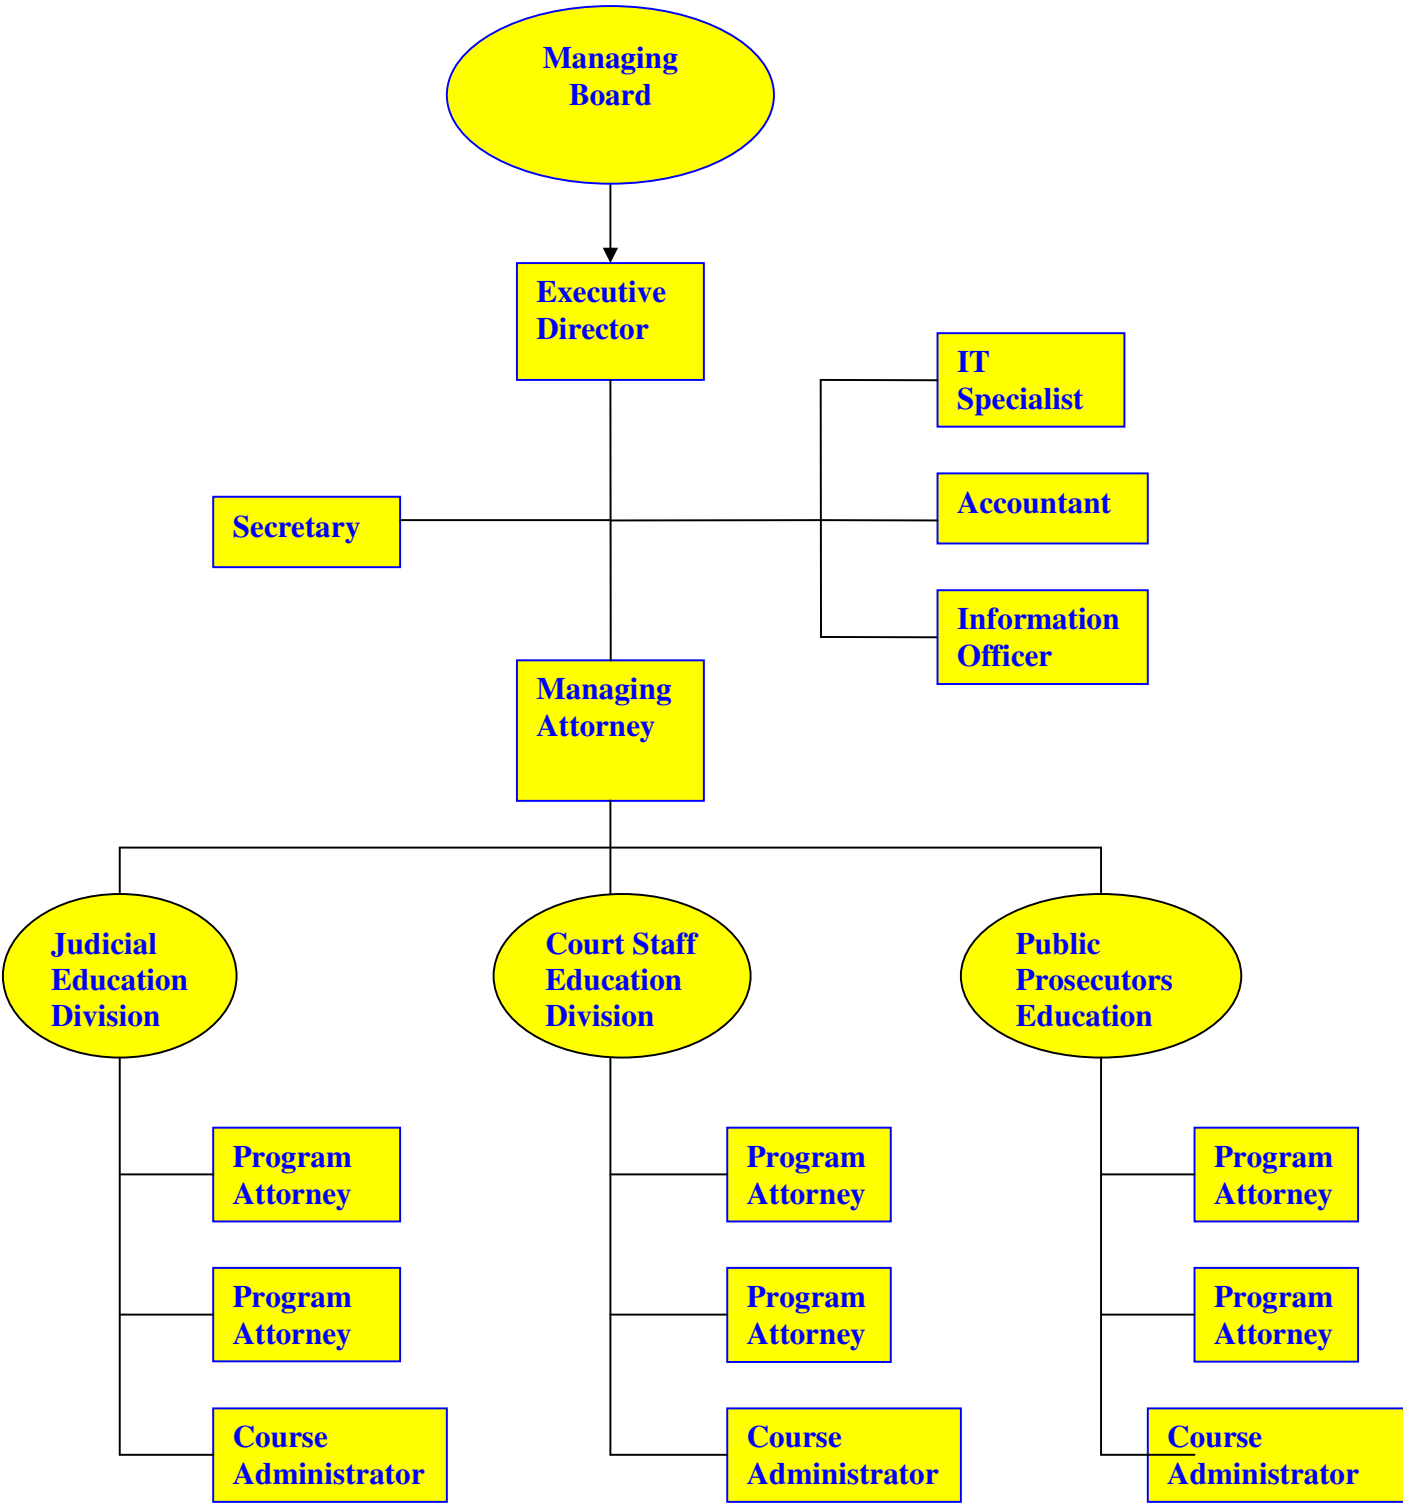 Managing
Board
Executive
Director
IT
Specialist
Secretary
Accountant
Information
Officer
Managing
Attorney
Judicial
Education
Division
Court Staff
Education
Division
Public
Prosecutors
Education
Program
Attorney
Program
Attorney
Program
Attorney
Program
Attorney
Program
Attorney
Program
Attorney
Course
Administrator
Course
Administrator
Course
Administrator